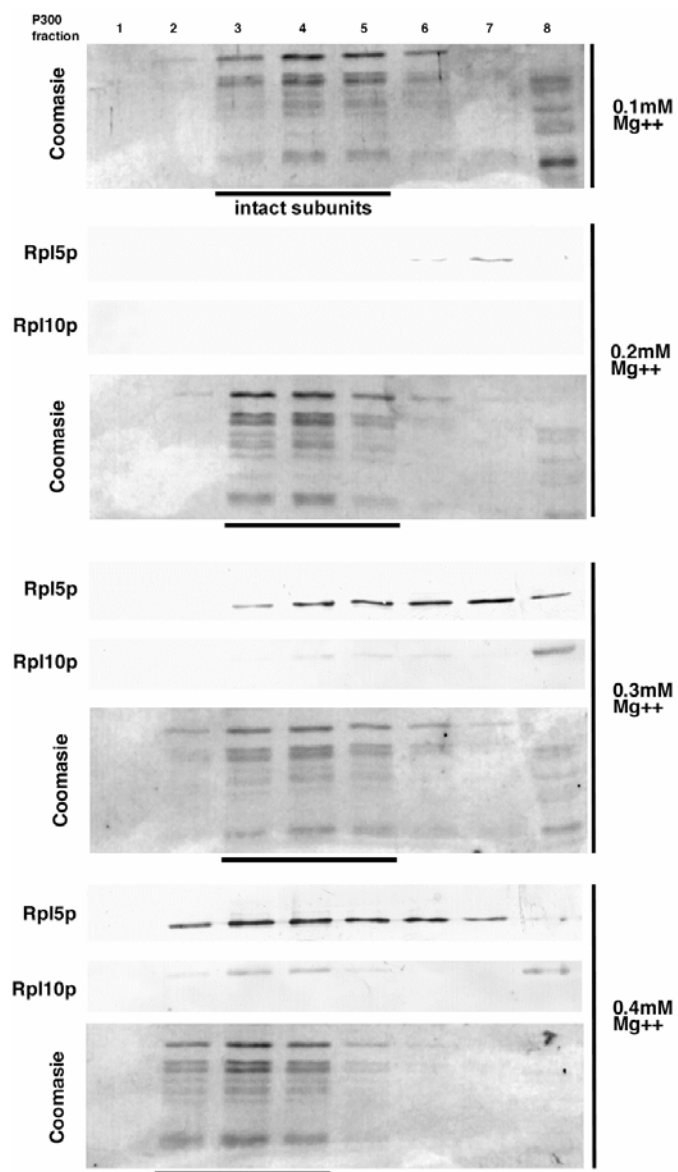 P300
fraction
1 2 3 4 5 6 7 8
Coomasie
0.1mM
Mg++
intact subunits
Rpl5p
Rpl10p
Coomasie
0.2mM
Mg++
Rpl5p
Rpl10p
Coomasie
0.3mM
Mg++
Rpl5p
Rpl10p
Coomasie
0.4mM
Mg++